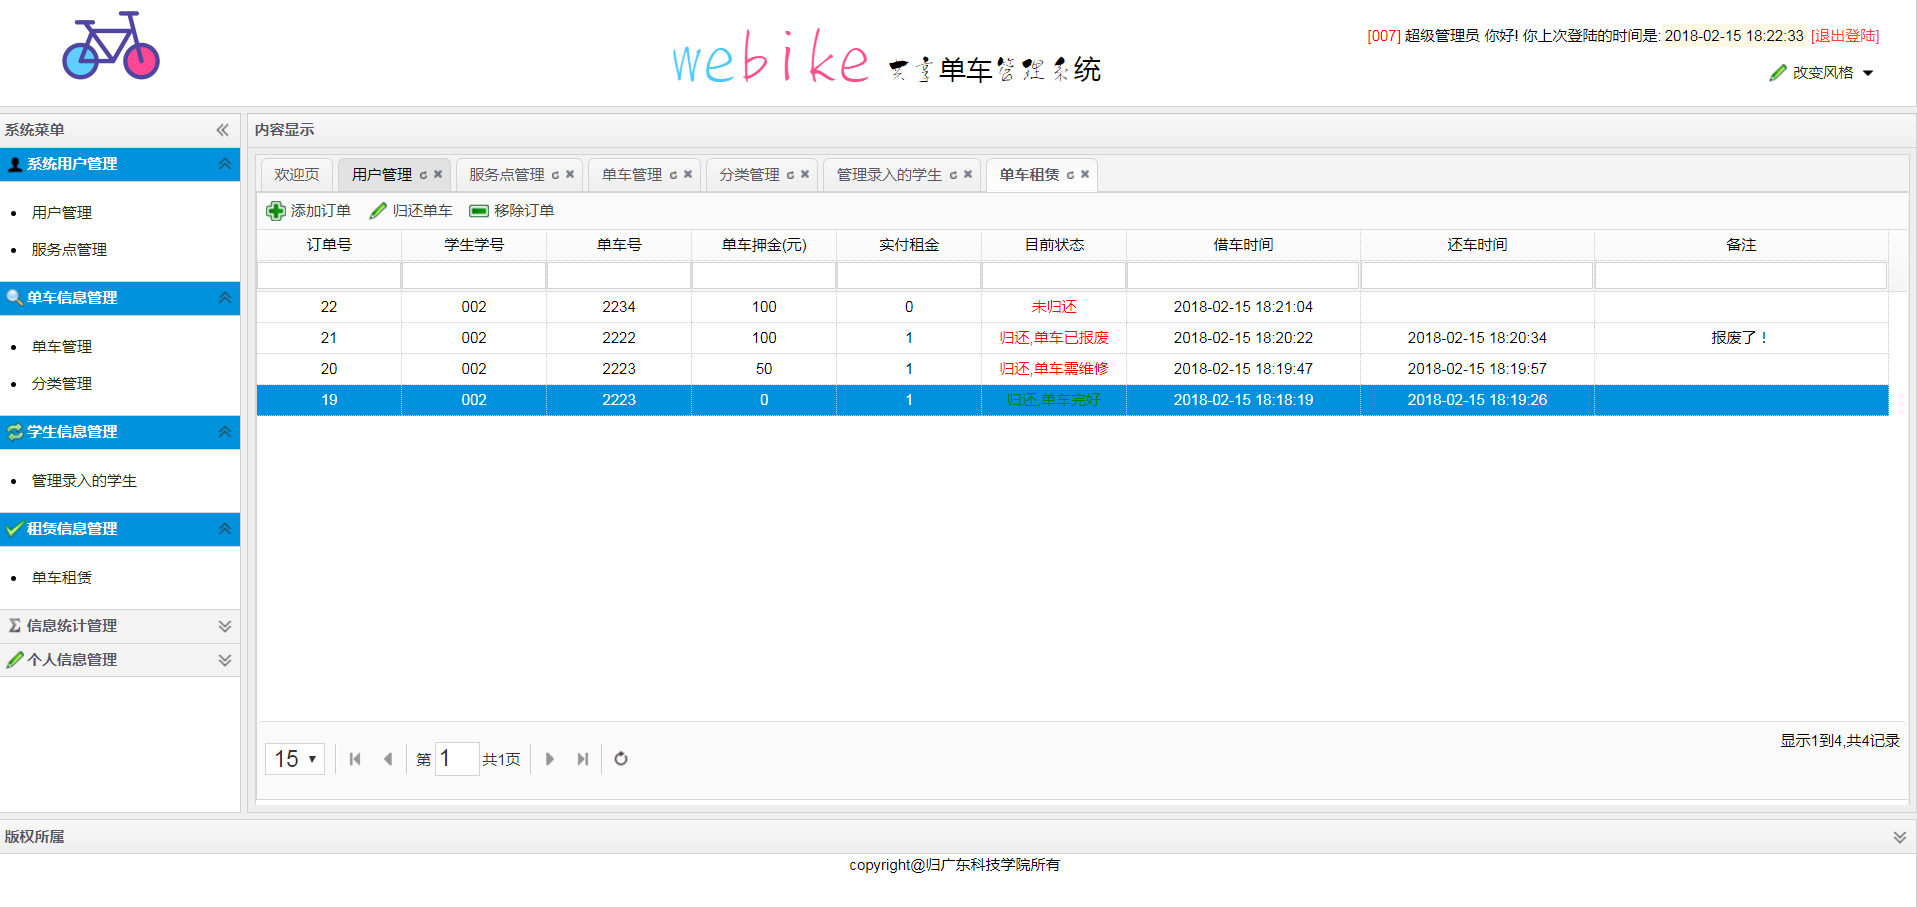 [007] 超级管理员 你好! 你上次登陆的时间是: 2018-02-15 18:22:33 [退出登陆]
webike 共享单车管理系统
改变风格
系统菜单
系统用户管理
用户管理
服务点管理
单车信息管理
单车管理
分类管理
学生信息管理
管理录入的学生
租赁信息管理
单车租赁
信息统计管理
个人信息管理
内容显示
欢迎页 用户管理 服务点管理 单车管理 分类管理 管理录入的学生 单车租赁
添加订单 归还单车 移除订单
订单号 学生学号 单车号 单车押金(元) 实付租金 目前状态 借车时间 还车时间 备注
22 002 2234 100 0 未归还 2018-02-15 18:21:04
21 002 2222 100 1 归还,单车已报废 2018-02-15 18:20:22 2018-02-15 18:20:34 报废了！
20 002 2223 50 1 归还,单车需维修 2018-02-15 18:19:47 2018-02-15 18:19:57
19 002 2223 0 1 归还,单车完好 2018-02-15 18:18:19 2018-02-15 18:19:26
15 第 1 共1页
显示1到4,共4记录
版权所属
copyright@归广东科技学院所有